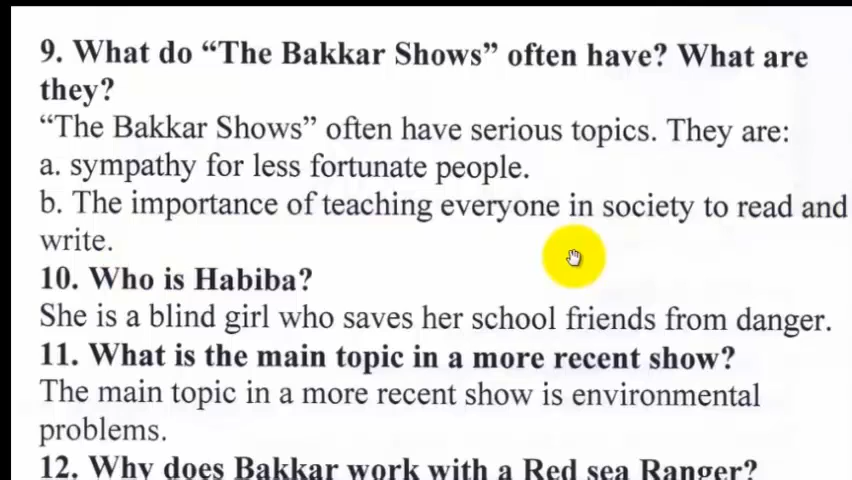 9. What do “The Bakkar Shows” often have? What are
they?
“The Bakkar Shows” often have serious topics. They are:
a. sympathy for less fortunate people.
b. The importance of teaching everyone in society to read and
write.
10. Who is Habiba?
She is a blind girl who saves her school friends from danger.
11. What is the main topic in a more recent show?
The main topic in a more recent show is environmental
problems.
12. Why does Bakkar work with a Red sea Ranger?